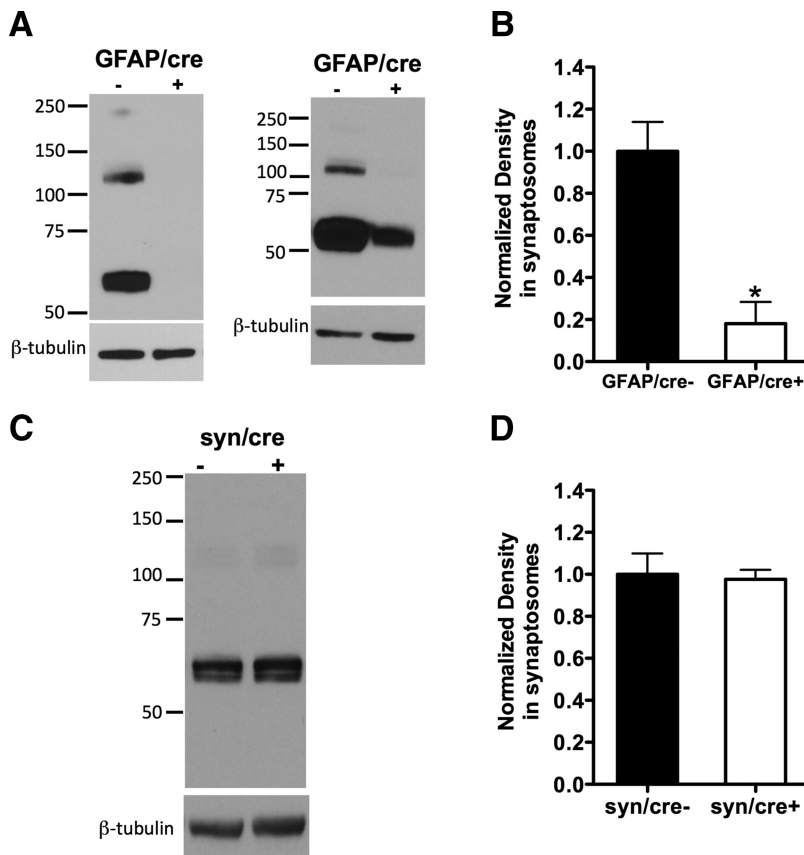 A
GFAP/cre
- +
250
150
100
75
50
β-tubulin
GFAP/cre
- +
250
150
100
75
50
β-tubulin
B
Normalized Density
in synaptosomes
1.4
1.2
1.0
0.8
0.6
0.4
0.2
0.0
*
GFAP/cre- GFAP/cre+
C
syn/cre
- +
250
150
100
75
50
β-tubulin
D
Normalized Density
in synaptosomes
1.4
1.2
1.0
0.8
0.6
0.4
0.2
0.0
syn/cre- syn/cre+